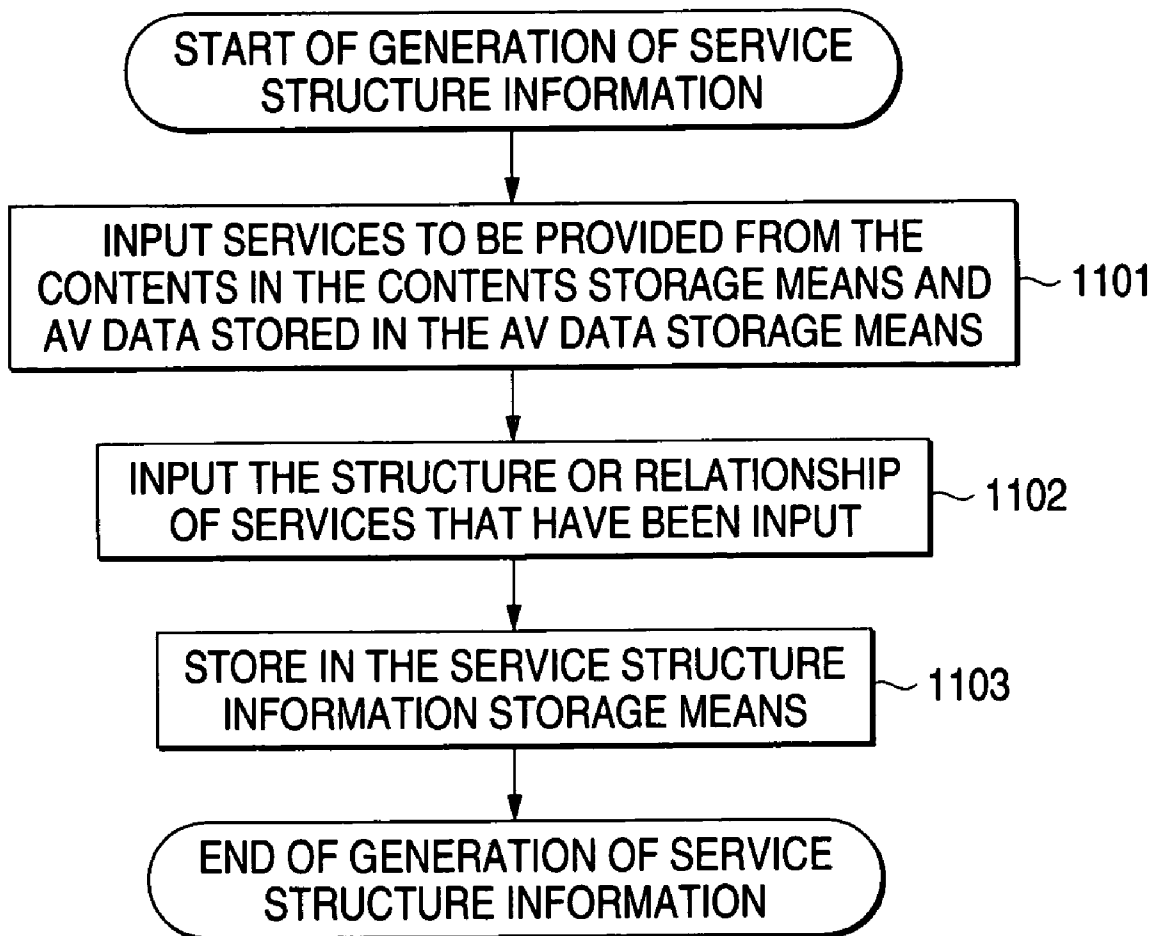 START OF GENERATION OF SERVICE
STRUCTURE INFORMATION
INPUT SERVICES TO BE PROVIDED FROM THE
CONTENTS IN THE CONTENTS STORAGE MEANS AND
AV DATA STORED IN THE AV DATA STORAGE MEANS
1101
INPUT THE STRUCTURE OR RELATIONSHIP
OF SERVICES THAT HAVE BEEN INPUT
1102
STORE IN THE SERVICE STRUCTURE
INFORMATION STORAGE MEANS
1103
END OF GENERATION OF SERVICE
STRUCTURE INFORMATION